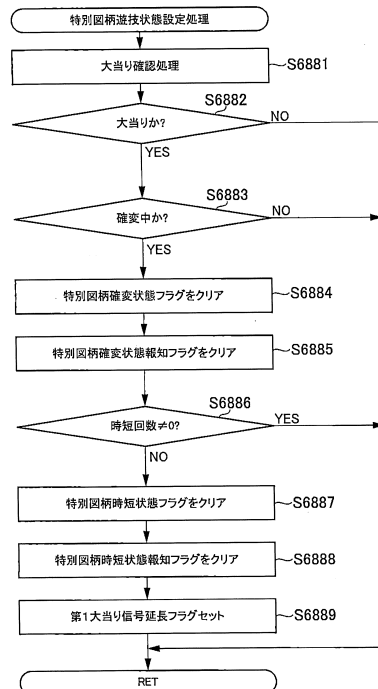 特別図柄遊技状態設定処理
大当り確認処理
S6881
大当りか?
S6882
NO
YES
確変中か?
S6883
NO
YES
特別図柄確変状態フラグをクリア
S6884
特別図柄確変状態報知フラグをクリア
S6885
時短回数≠0?
S6886
YES
NO
特別図柄時短状態フラグをクリア
S6887
特別図柄時短状態報知フラグをクリア
S6888
第1大当り信号延長フラグセット
S6889
RET